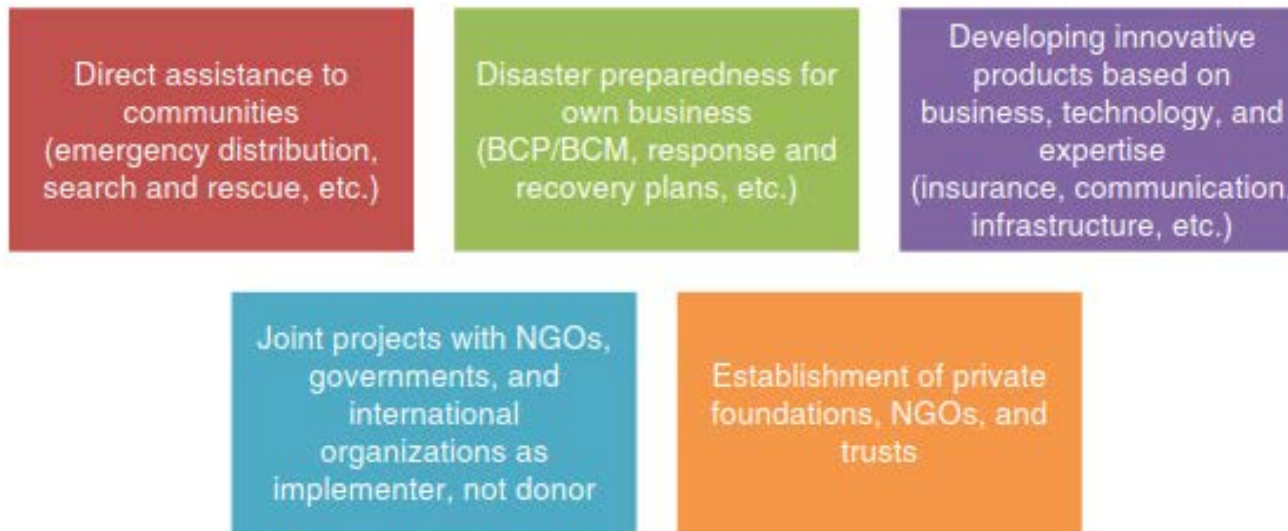 Direct assistance to
communities
(emergency distribution,
search and rescue, etc.)
Disaster preparedness for
own business
(BCP/BCM, response and
recovery plans, etc.)
Developing innovative
products based on
business, technology, and
expertise
(insurance, communication
infrastructure, etc.)
Joint projects with NGOs,
governments, and
international
organizations as
implementer, not donor
Establishment of private
foundations, NGOs, and
trusts